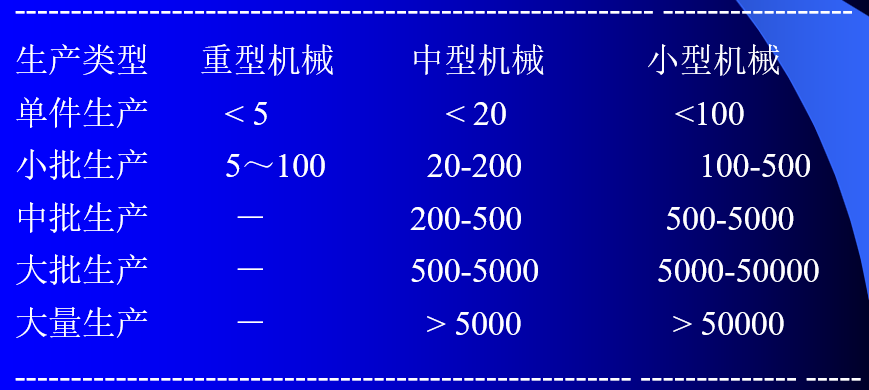 生产类型 重型机械 中型机械 小型机械
单件生产 < 5 < 20 <100
小批生产 5～100 20-200 100-500
中批生产 － 200-500 500-5000
大批生产 － 500-5000 5000-50000
大量生产 － > 5000 > 50000